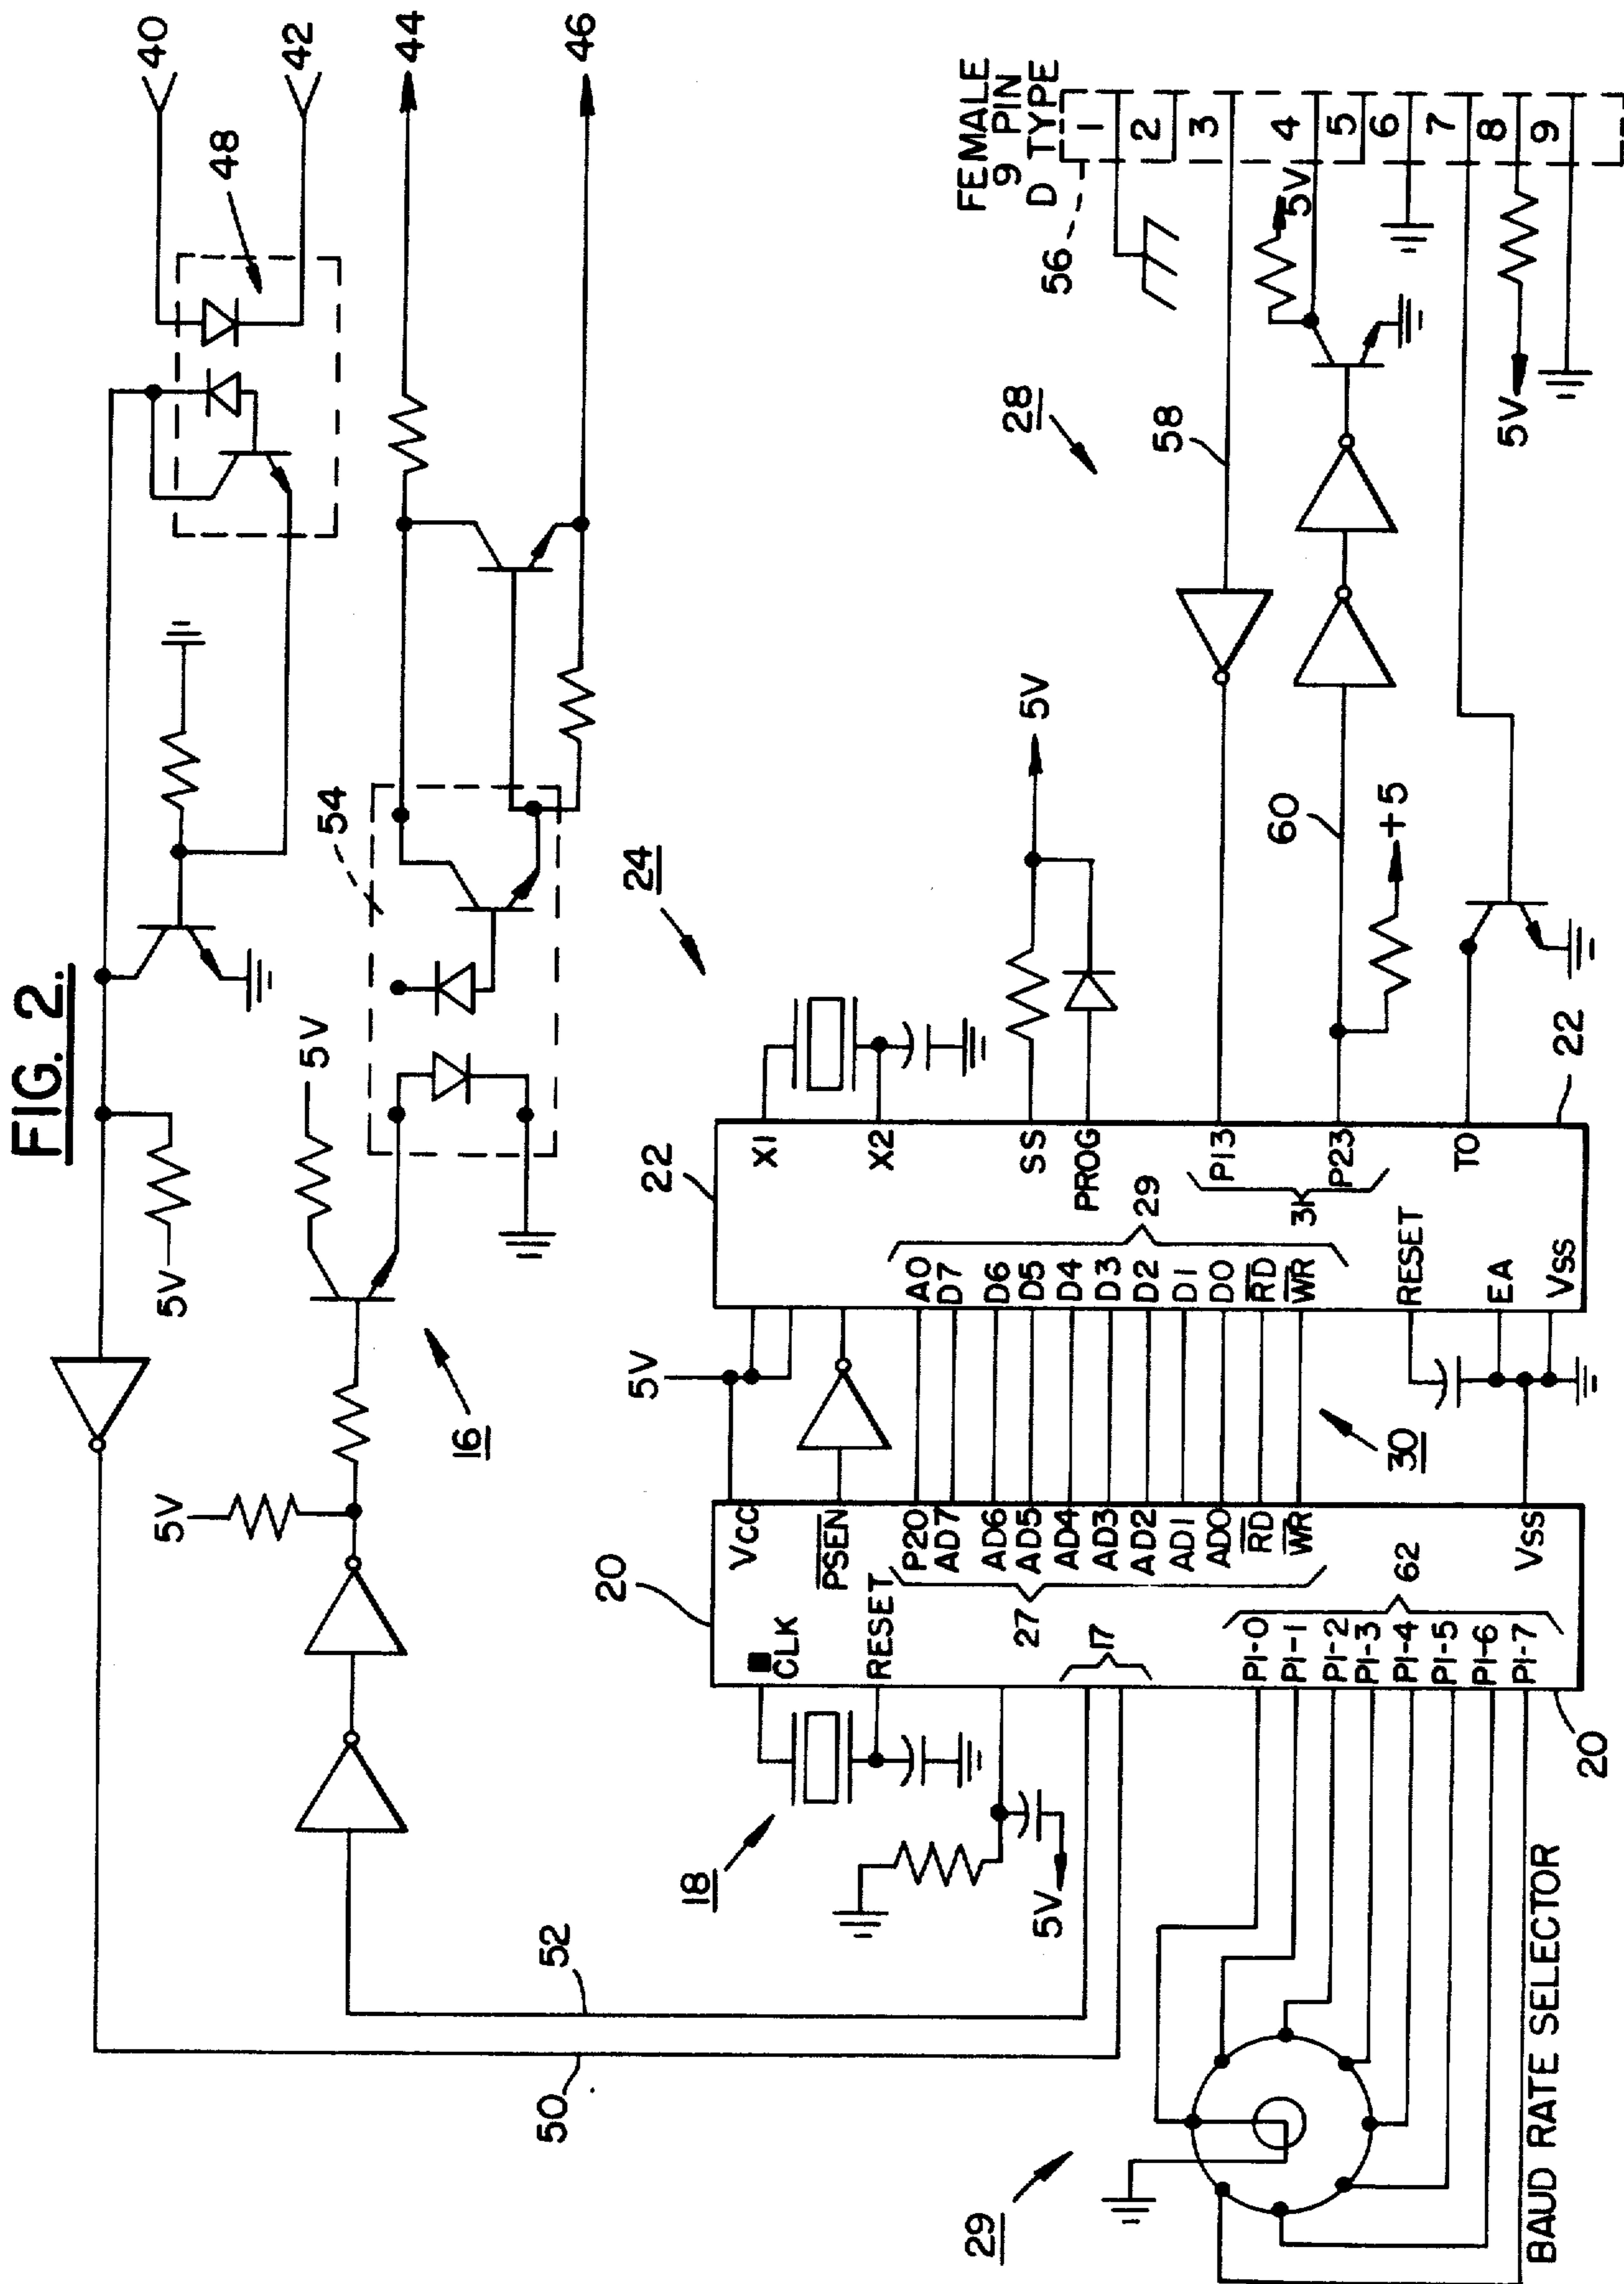 FIG. 2.
40
42
48
44
46
5V
5V
16
5V
54
50
52
24
18
20
CLK
RESET
5V
17
27
Vcc
PSEN
P20
AD7
AD6
AD5
AD4
AD3
AD2
AD1
AD0
RD
WR
Vss
P1-0
P1-1
P1-2
P1-3
P1-4
P1-5
P1-6
P1-7
62
20
29
BAUD RATE SELECTOR
5V
30
22
X1
X2
SS
PROG
P13
P23
31
T0
A0
D7
D6
D5
D4
D3
D2
D1
D0
RD
WR
29
RESET
EA
Vss
22
5V
+5
60
58
28
FEMALE
9 PIN
D TYPE
56
1
2
3
4
5
6
7
8
9
5V
5V